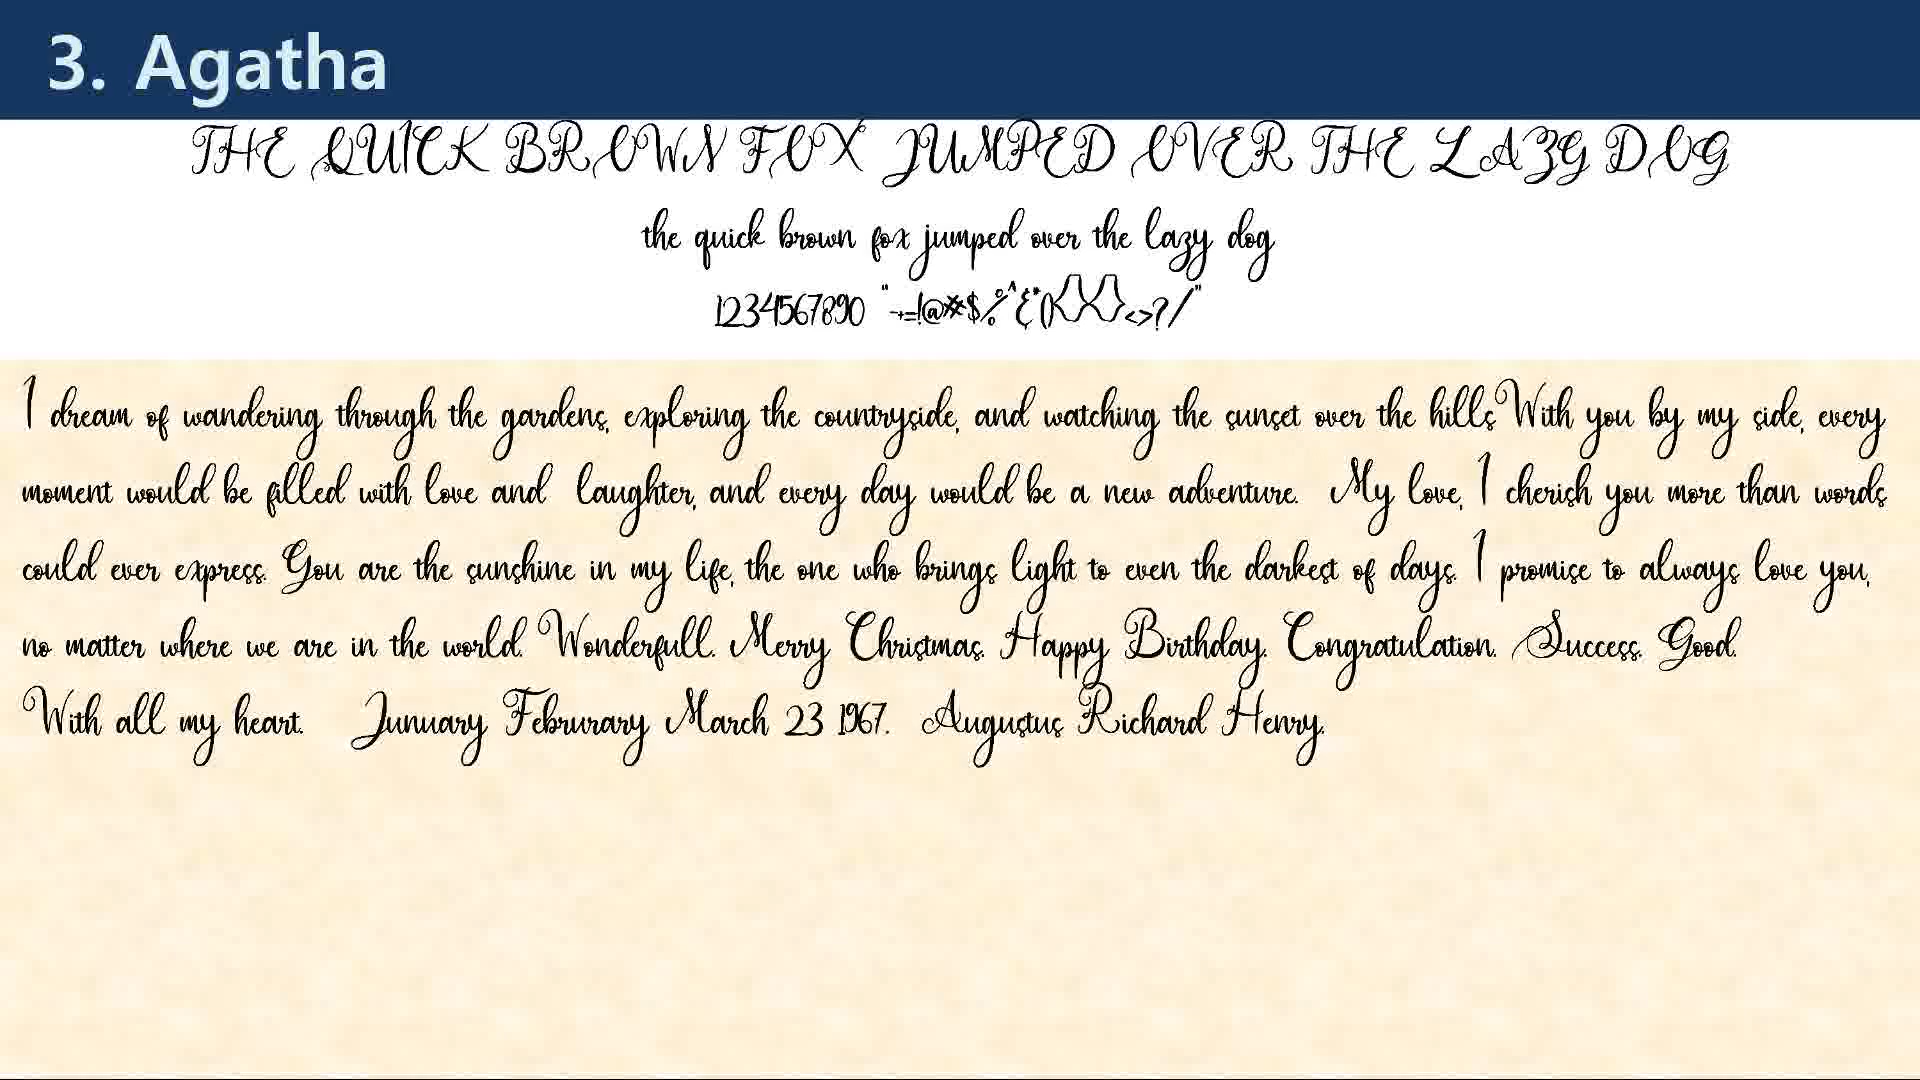 3. Agatha
THE QUICK BROWN FOX JUMPED OVER THE LAZY DOG
the quick brown fox jumped over the lazy dog
1234567890 "-+=!@#$%^&*(){}{}<>?/"
I dream of wandering through the gardens, exploring the countryside, and watching the sunset over the hills With you by my side, every
moment would be filled with love and laughter, and every day would be a new adventure. My love, I cherish you more than words
could ever express. You are the sunshine in my life, the one who brings light to even the darkest of days. I promise to always love you,
no matter where we are in the world. Wonderfull. Merry Christmas. Happy Birthday. Congratulation. Success. Good.
With all my heart. Junuary Februrary March 23 1967. Augustus Richard Henry.